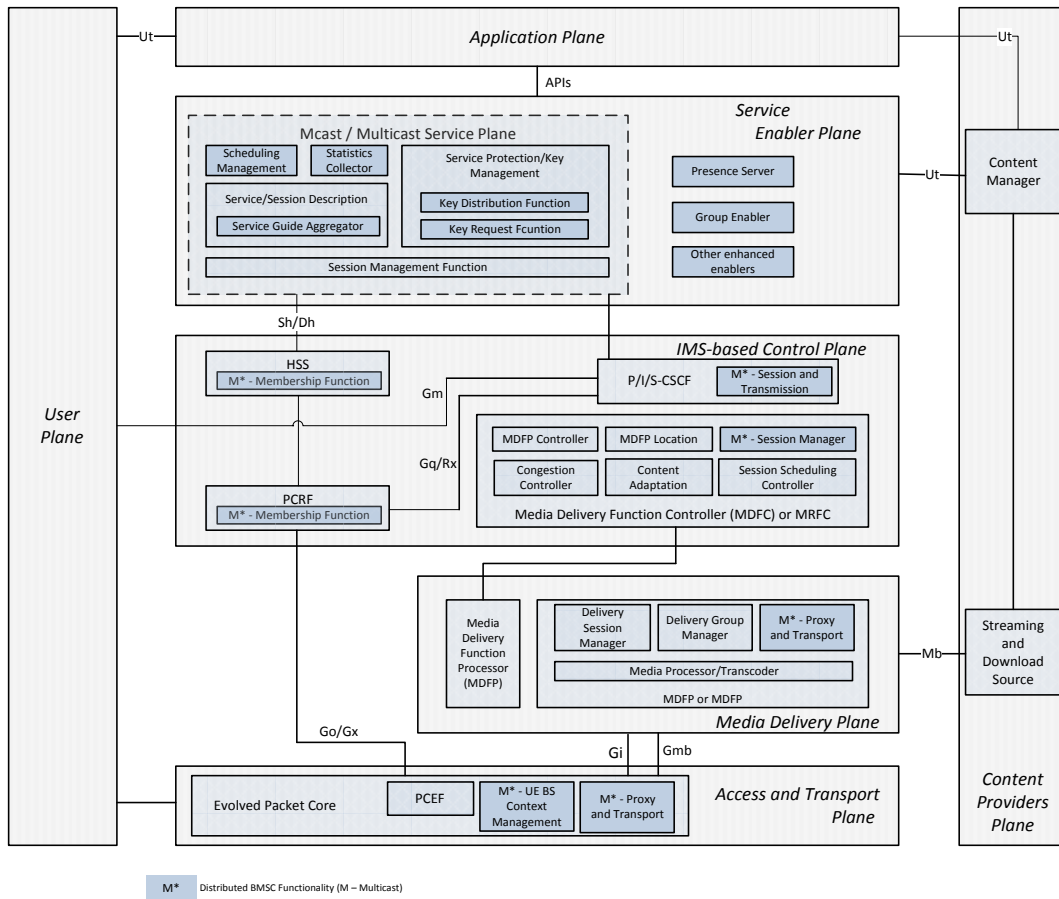 Ut
Application Plane
Ut
APIs
Service
Enabler Plane
Mcast / Multicast Service Plane
Scheduling
Management
Statistics
Collector
Service Protection/Key
Management
Service/Session Description
Service Guide Aggregator
Key Distribution Function
Key Request Fcuntion
Session Management Function
Presence Server
Group Enabler
Other enhanced
enablers
Ut
Content
Manager
Sh/Dh
IMS-based Control Plane
HSS
M* - Membership Function
P/I/S-CSCF
M* - Session and
Transmission
Gm
User
Plane
MDFP Controller
MDFP Location
M* - Session Manager
Gq/Rx
Congestion
Controller
Content
Adaptation
Session Scheduling
Controller
Media Delivery Function Controller (MDFC) or MRFC
PCRF
M* - Membership Function
Media
Delivery
Function
Processor
(MDFP)
Delivery
Session
Manager
Delivery Group
Manager
M* - Proxy
and Transport
Media Processor/Transcoder
MDFP or MDFP
Media Delivery Plane
Mb
Streaming
and
Download
Source
Go/Gx
Gi
Gmb
Evolved Packet Core
PCEF
M* - UE BS
Context
Management
M* - Proxy
and Transport
Access and Transport
Plane
Content
Providers
Plane
M*
Distributed BMSC Functionality (M – Multicast)